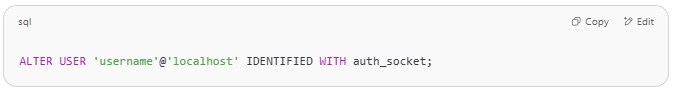 sql
Copy
Edit
ALTER USER 'username'@'localhost' IDENTIFIED WITH auth_socket;